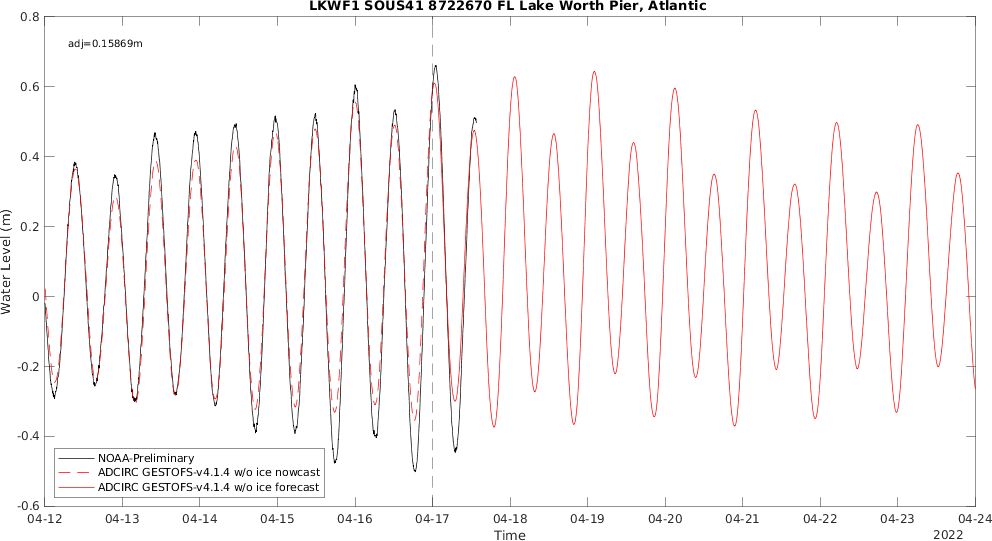 LKWF1 SOUS41 8722670 FL Lake Worth Pier, Atlantic
adj=0.15869m
0.8
0.6
0.4
0.2
0
-0.2
-0.4
-0.6
Water Level (m)
NOAA-Preliminary
ADCIRC GESTOFS-v4.1.4 w/o ice nowcast
ADCIRC GESTOFS-v4.1.4 w/o ice forecast
04-12 04-13 04-14 04-15 04-16 04-17 04-18 04-19 04-20 04-21 04-22 04-23 04-24
Time
2022